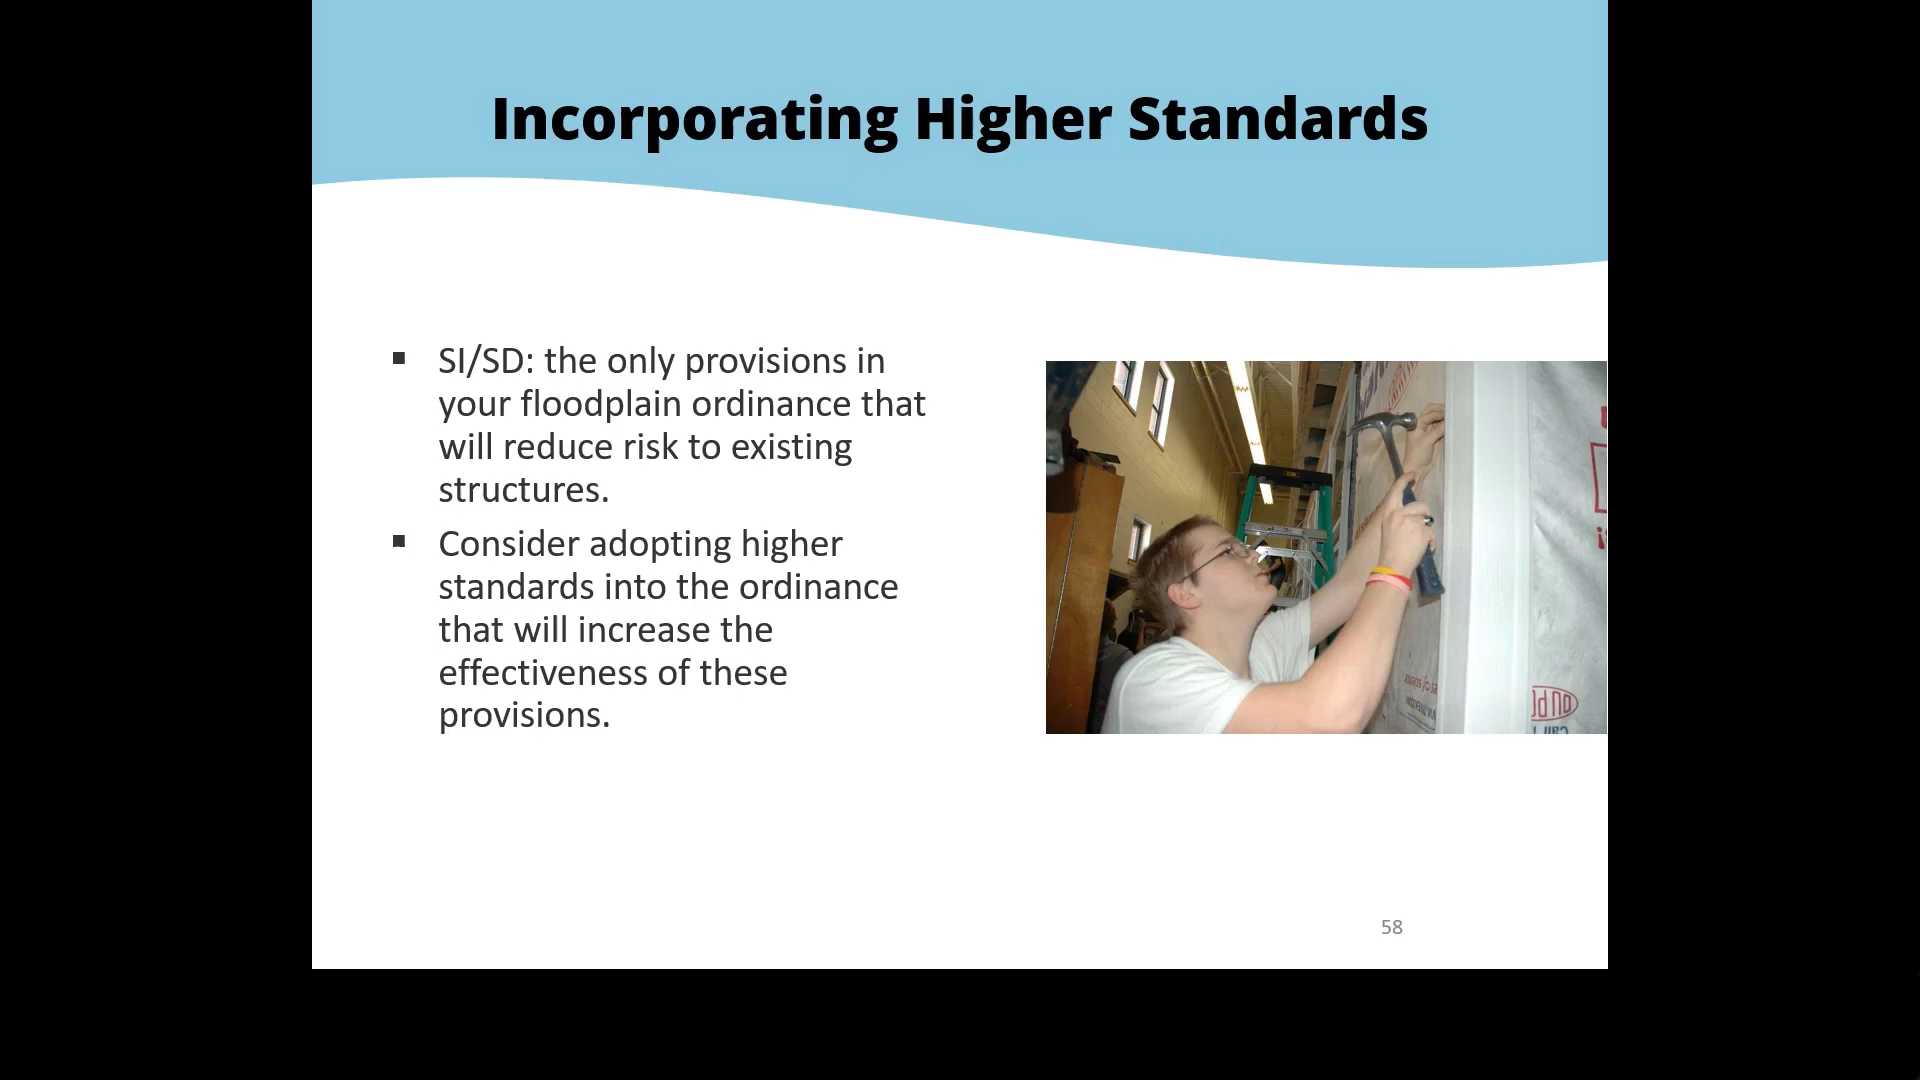 Incorporating Higher Standards
▪ SI/SD: the only provisions in
your floodplain ordinance that
will reduce risk to existing
structures.
▪ Consider adopting higher
standards into the ordinance
that will increase the
effectiveness of these
provisions.
58